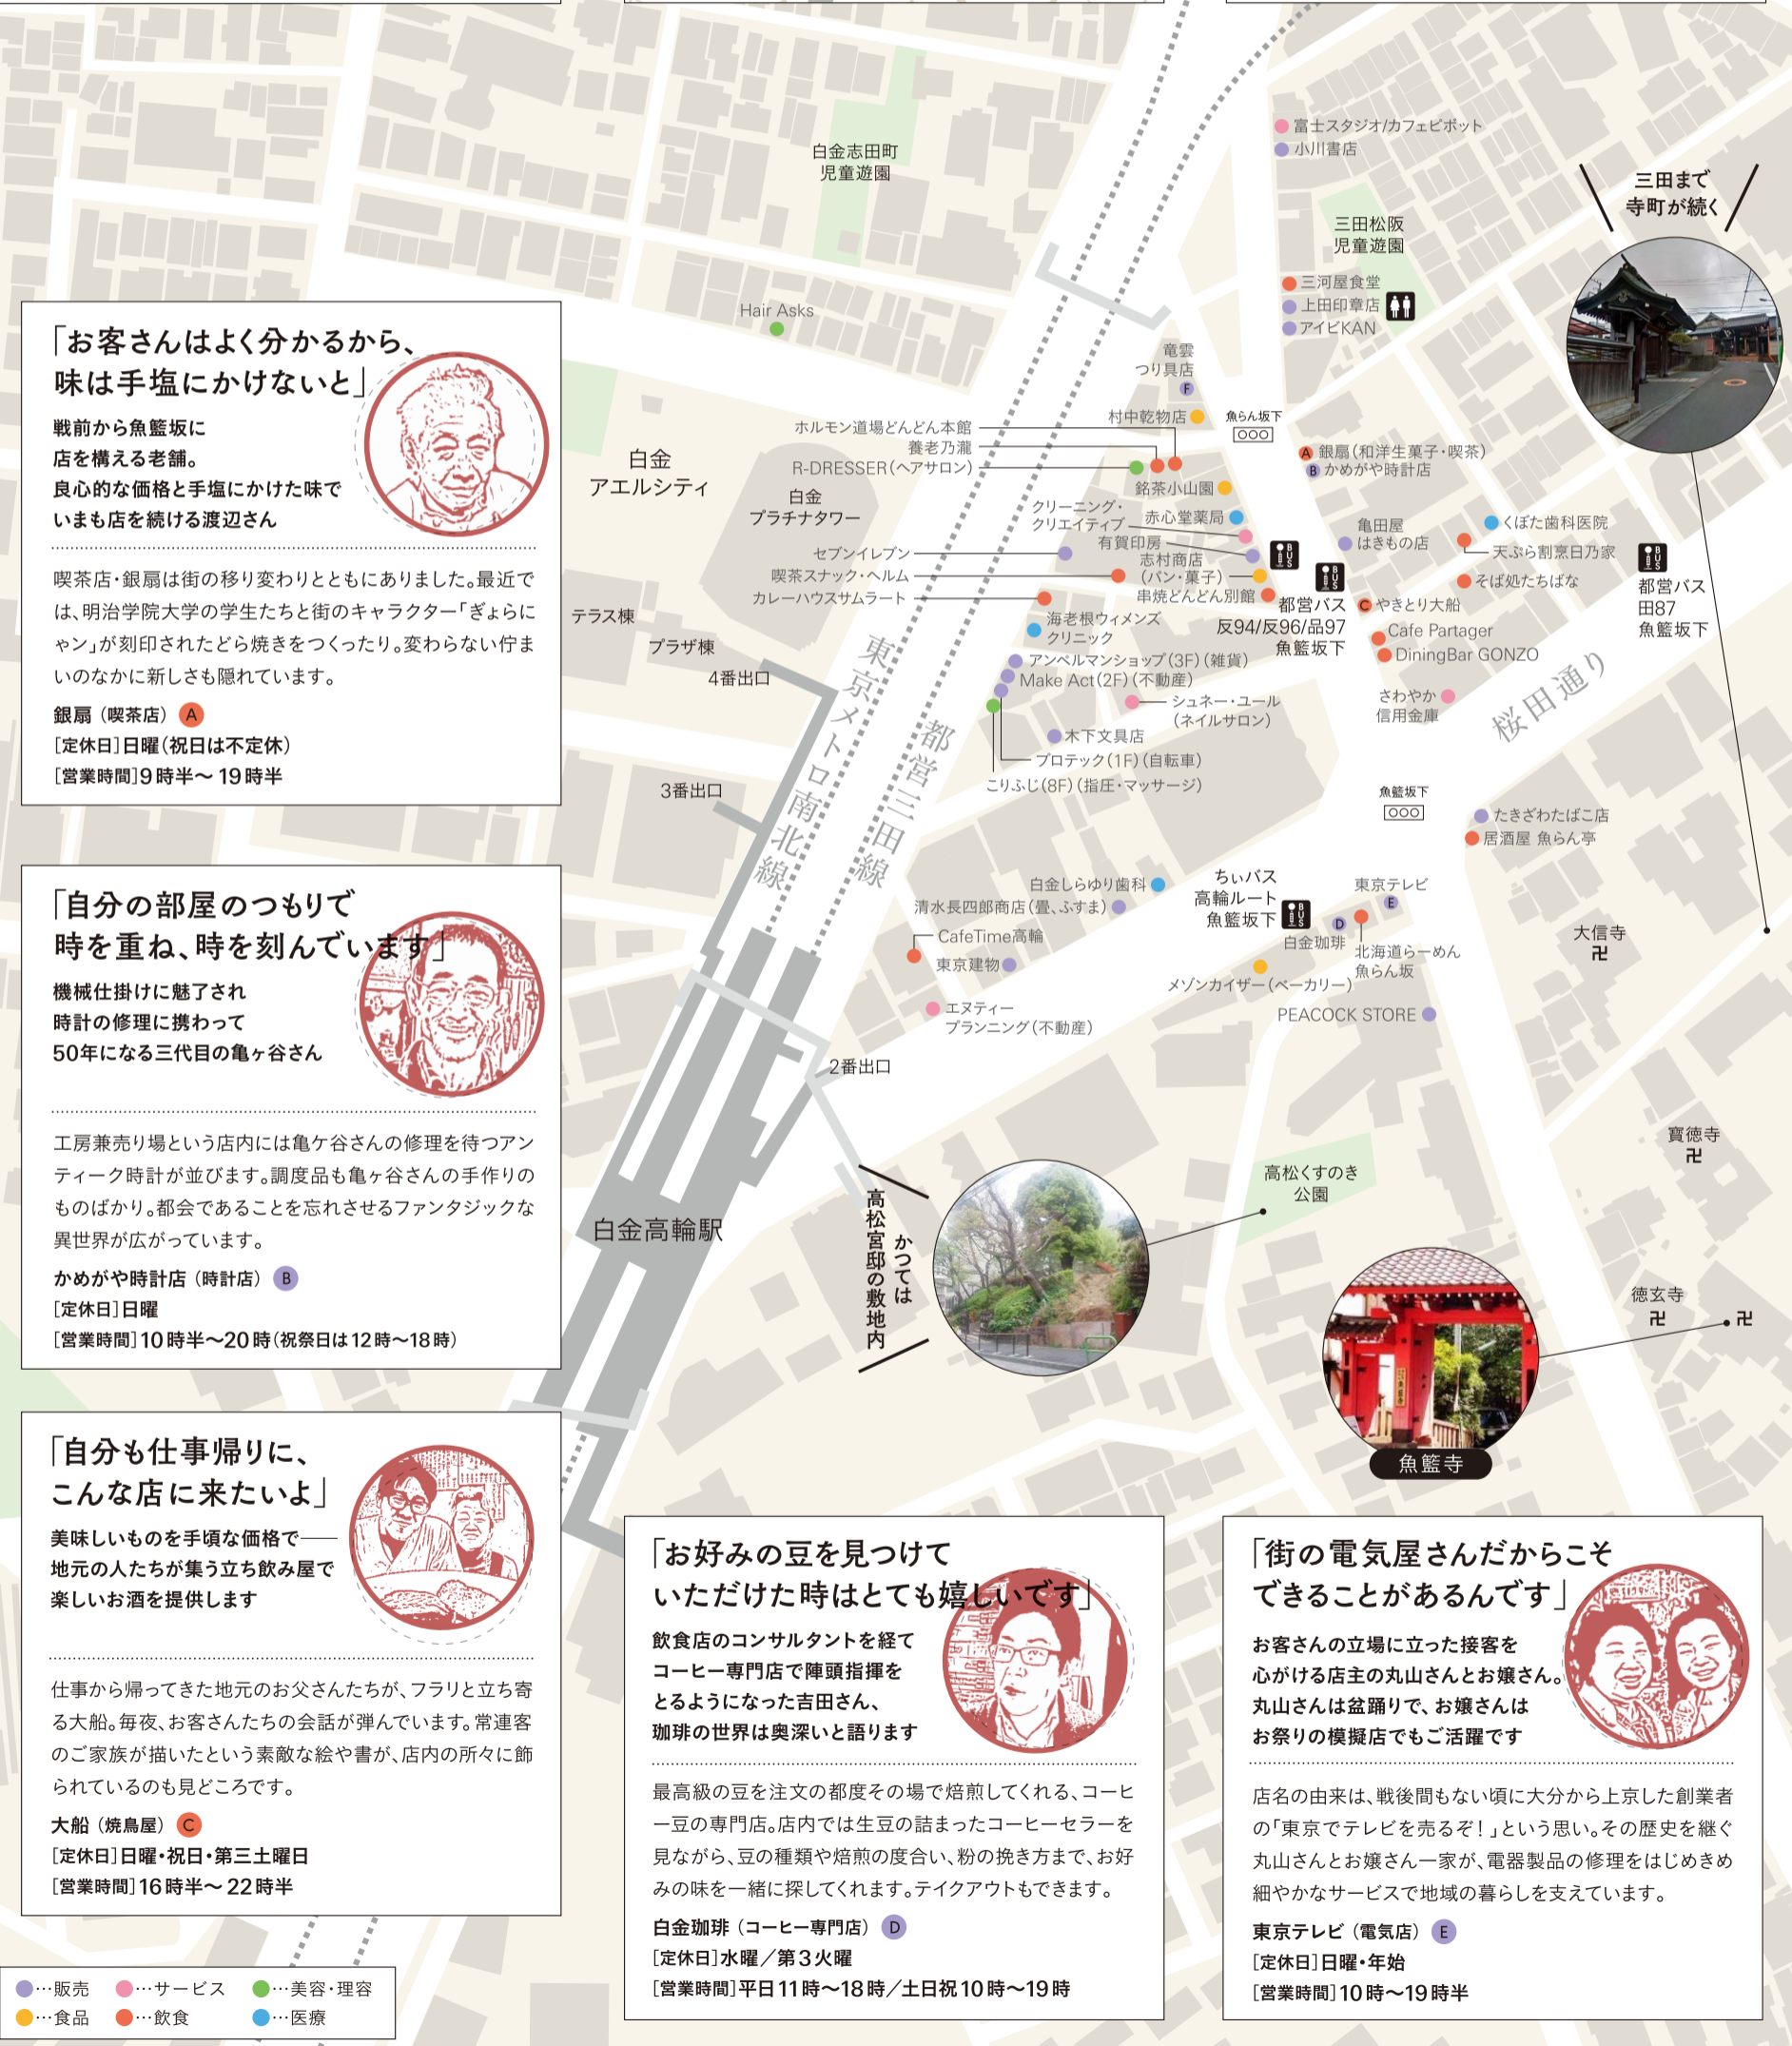 白金志田町
児童遊園
富士スタジオ/カフェピボット
小川書店
三田松阪
児童遊園
三河屋食堂
上田印章店
アイビKAN
三田まで
寺町が続く
Hair Asks
竜雲
つり具店
F
村中乾物店
魚らん坂下
ホルモン道場どんどん本館
養老乃瀧
R-DRESSER(ヘアサロン)
銘茶小山園
A 銀扇(和洋生菓子・喫茶)
B かめがや時計店
白金
アエルシティ
白金
プラチナタワー
クリーニング・
クリエイティブ
赤心堂薬局
有賀印房
志村商店
(パン・菓子)
串焼どんどん別館
セブンイレブン
喫茶スナック・ヘルム
カレーハウスサムラート
亀田屋
はきもの店
くぼた歯科医院
天ぷら割烹日乃家
そば処たちばな
BUS
BUS
都営バス
反94/反96/品97
魚籃坂下
BUS
都営バス
田87
魚籃坂下
C やきとり大船
Cafe Partager
DiningBar GONZO
さわやか
信用金庫
桜田通り
テラス棟
プラザ棟
4番出口
3番出口
東京メトロ南北線
都営三田線
海老根ウィメンズ
クリニック
アンペルマンショップ(3F)(雑貨)
Make Act(2F)(不動産)
シュネー・ユール
(ネイルサロン)
木下文具店
プロテック(1F)(自転車)
こりふじ(8F)(指圧・マッサージ)
魚籃坂下
たきざわたばこ店
居酒屋 魚らん亭
白金しらゆり歯科
清水長四郎商店(畳、ふすま)
CafeTime高輪
東京建物
エヌティー
プランニング(不動産)
ちぃバス
高輪ルート
魚籃坂下
BUS
東京テレビ
E
D
白金珈琲
北海道らーめん
魚らん坂
メゾンカイザー(ベーカリー)
PEACOCK STORE
2番出口
大信寺
卍
寶徳寺
卍
徳玄寺
卍
卍
高松くすのき
公園
かつては
高松宮邸の敷地内
白金高輪駅
魚籃寺
「お客さんはよく分かるから、
味は手塩にかけないと」
戦前から魚籃坂に
店を構える老舗。
良心的な価格と手塩にかけた味で
いまも店を続ける渡辺さん
喫茶店・銀扇は街の移り変わりとともにありました。最近で
は、明治学院大学の学生たちと街のキャラクター「ぎょらに
ゃン」が刻印されたどら焼きをつくったり。変わらない佇ま
いのなかに新しさも隠れています。
銀扇(喫茶店) A
[定休日]日曜(祝日は不定休)
[営業時間]9時半〜19時半
「自分の部屋のつもりで
時を重ね、時を刻んでいます」
機械仕掛けに魅了され
時計の修理に携わって
50年になる三代目の亀ヶ谷さん
工房兼売り場という店内には亀ケ谷さんの修理を待つアン
ティーク時計が並びます。調度品も亀ヶ谷さんの手作りの
ものばかり。都会であることを忘れさせるファンタジックな
異世界が広がっています。
かめがや時計店(時計店) B
[定休日]日曜
[営業時間]10時半〜20時(祝祭日は12時〜18時)
「自分も仕事帰りに、
こんな店に来たいよ」
美味しいものを手頃な価格で──
地元の人たちが集う立ち飲み屋で
楽しいお酒を提供します
仕事から帰ってきた地元のお父さんたちが、フラリと立ち寄
る大船。毎夜、お客さんたちの会話が弾んでいます。常連客
のご家族が描いたという素敵な絵や書が、店内の所々に飾
られているのも見どころです。
大船(焼鳥屋) C
[定休日]日曜・祝日・第三土曜日
[営業時間]16時半〜22時半
「お好みの豆を見つけて
いただけた時はとても嬉しいです」
飲食店のコンサルタントを経て
コーヒー専門店で陣頭指揮を
とるようになった吉田さん、
珈琲の世界は奥深いと語ります
最高級の豆を注文の都度その場で焙煎してくれる、コーヒ
ー豆の専門店。店内では生豆の詰まったコーヒーセラーを
見ながら、豆の種類や焙煎の度合い、粉の挽き方まで、お好
みの味を一緒に探してくれます。テイクアウトもできます。
白金珈琲(コーヒー専門店) D
[定休日]水曜/第3火曜
[営業時間]平日11時〜18時/土日祝10時〜19時
「街の電気屋さんだからこそ
できることがあるんです」
お客さんの立場に立った接客を
心がける店主の丸山さんとお嬢さん。
丸山さんは盆踊りで、お嬢さんは
お祭りの模擬店でもご活躍です
店名の由来は、戦後間もない頃に大分から上京した創業者
の「東京でテレビを売るぞ!」という思い。その歴史を継ぐ
丸山さんとお嬢さん一家が、電器製品の修理をはじめきめ
細やかなサービスで地域の暮らしを支えています。
東京テレビ(電気店) E
[定休日]日曜・年始
[営業時間]10時〜19時半
…販売 …サービス …美容・理容
…食品 …飲食 …医療